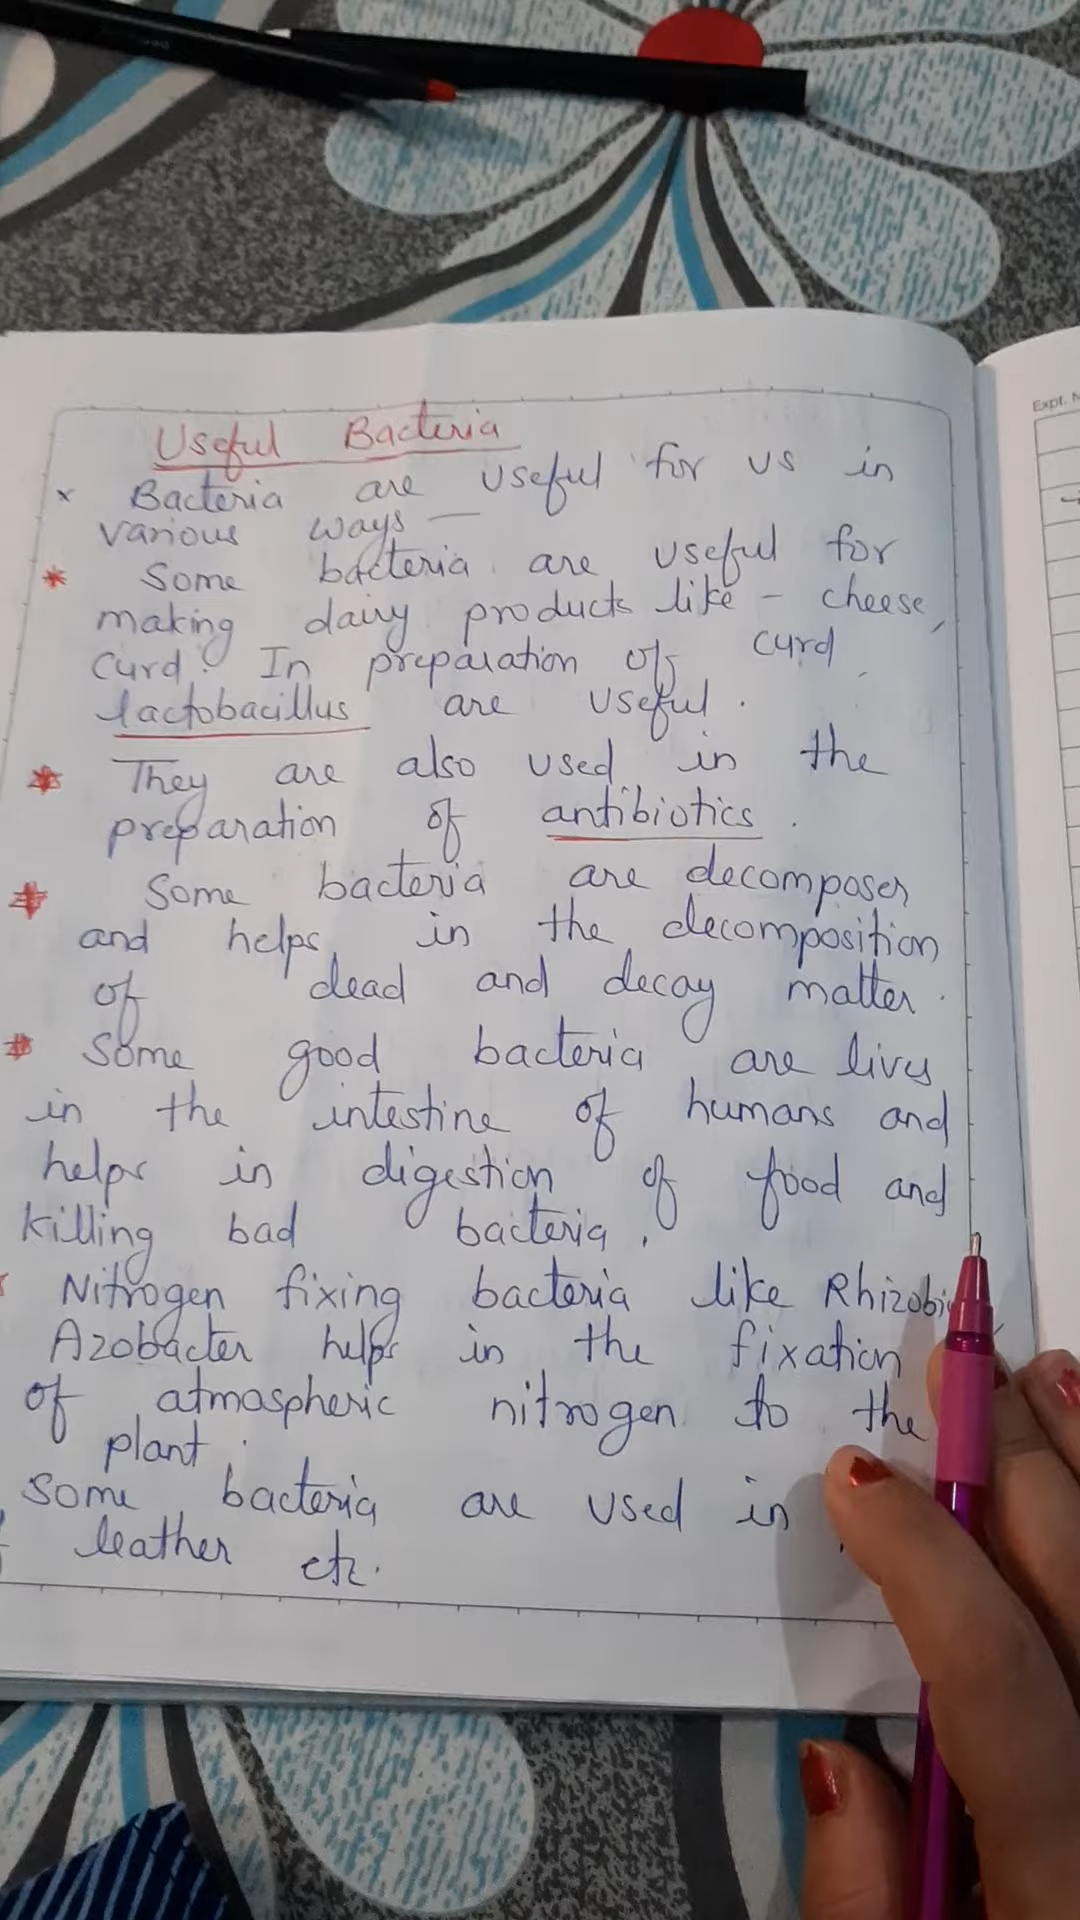 Useful Bacteria
x Bacteria are useful for us in
various ways —
* Some bacteria are useful for
making dairy products like - cheese,
curd. In preparation of curd
lactobacillus are useful.
* They are also used in the
preparation of antibiotics.
* Some bacteria are decomposer
and helps in the decomposition
of dead and decay matter.
* Some good bacteria are lives
in the intestine of humans and
helps in digestion of food and
killing bad bacteria.
Nitrogen fixing bacteria like
Azobacter helps in the fixation
of atmospheric nitrogen to the
plant.
Some bacteria are used in
leather etc.
Expt.